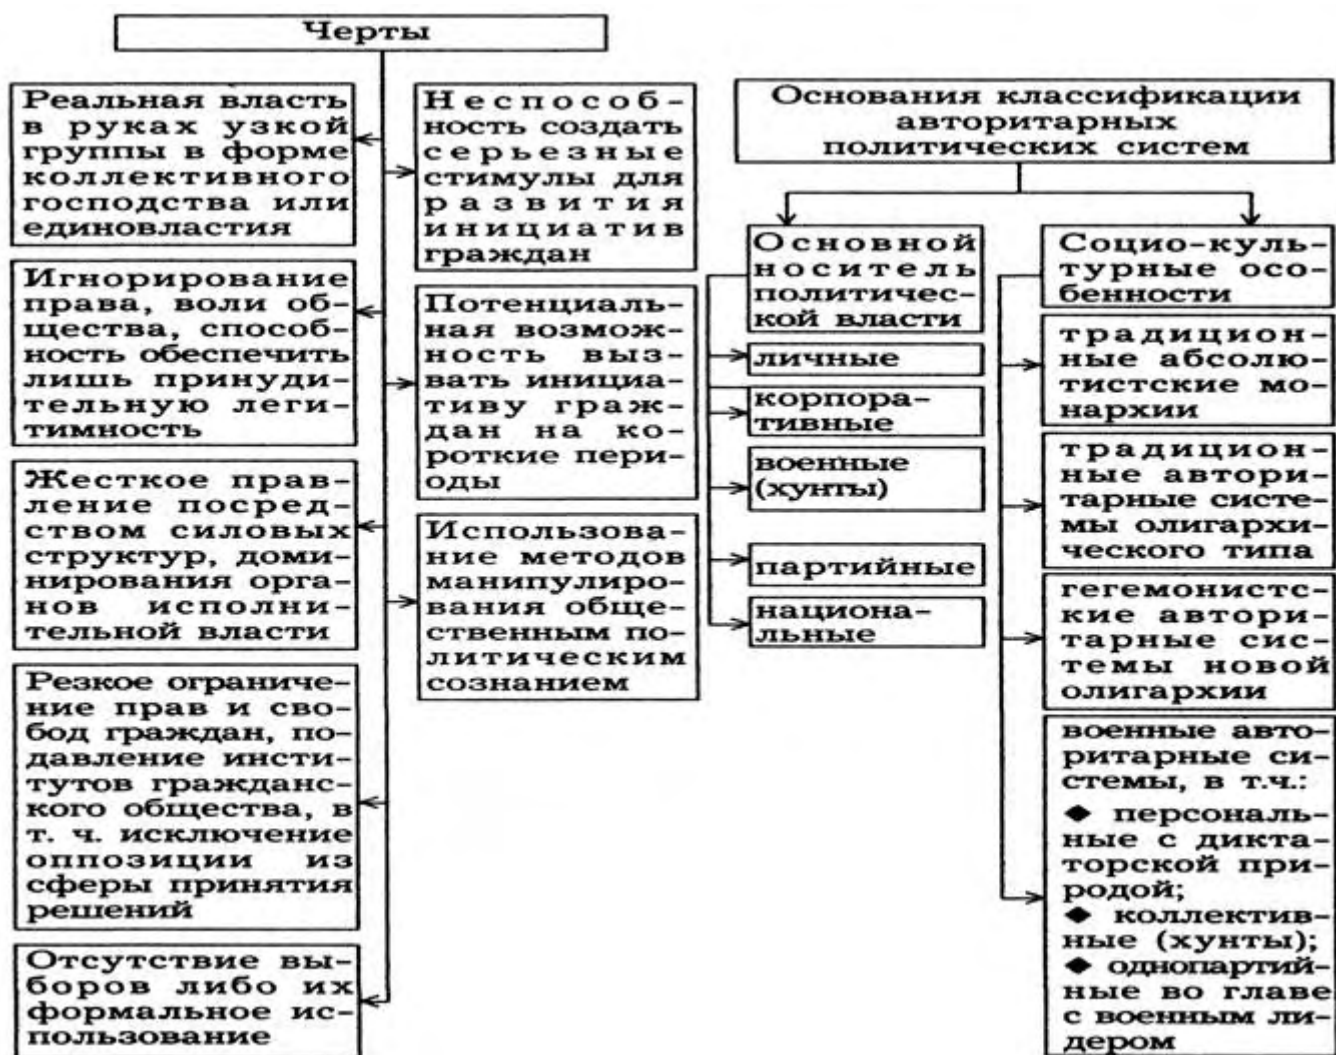 Черты
Реальная власть
в руках узкой
группы в форме
коллективного
господства или
единовластия
Игнорирование
права, воли об-
щества, способ-
ность обеспечить
лишь принуди-
тельную леги-
тимность
Жесткое прав-
ление посред-
ством силовых
структур, доми-
нирования орга-
нов исполни-
тельной власти
Резкое ограниче-
ние прав и сво-
бод граждан, по-
давление инсти-
тутов гражданс-
кого общества, в
т. ч. исключение
оппозиции из
сферы принятия
решений
Отсутствие вы-
боров либо их
формальное ис-
пользование
Неспособ-
ность создать
серьезные
стимулы для
развития
инициатив
граждан
Потенциаль-
ная возмож-
ность выз-
вать инициа-
тиву граж-
дан на ко-
роткие пери-
оды
Использова-
ние методов
манипулиро-
вания обще-
ственным по-
литическим
сознанием
Основания классификации
авторитарных
политических систем
Основной
носитель
политичес-
кой власти
личные
корпора-
тивные
военные
(хунты)
партийные
национа-
льные
Социо-куль-
турные осо-
бенности
традицион-
ные абсолю-
тистские мо-
нархии
традицион-
ные автори-
тарные систе-
мы олигархи-
ческого типа
гегемонистс-
кие автори-
тарные сис-
темы новой
олигархии
военные авто-
ритарные си-
стемы, в т.ч.:
◆ персональ-
ные с дикта-
торской при-
родой;
◆ коллектив-
ные (хунты);
◆ однопартий-
ные во главе
с военным ли-
дером